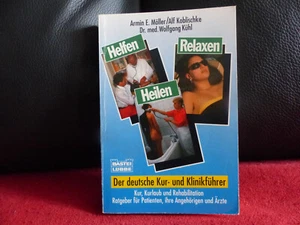 Armin E. Möller/Alf Koblischke
Dr. med. Wolfgang Kühl
Helfen
Relaxen
Heilen
BASTEI
LÜBBE
Der deutsche Kur- und Klinikführer
Kur, Kurlaub und Rehabilitation
Ratgeber für Patienten, ihre Angehörigen und Ärzte